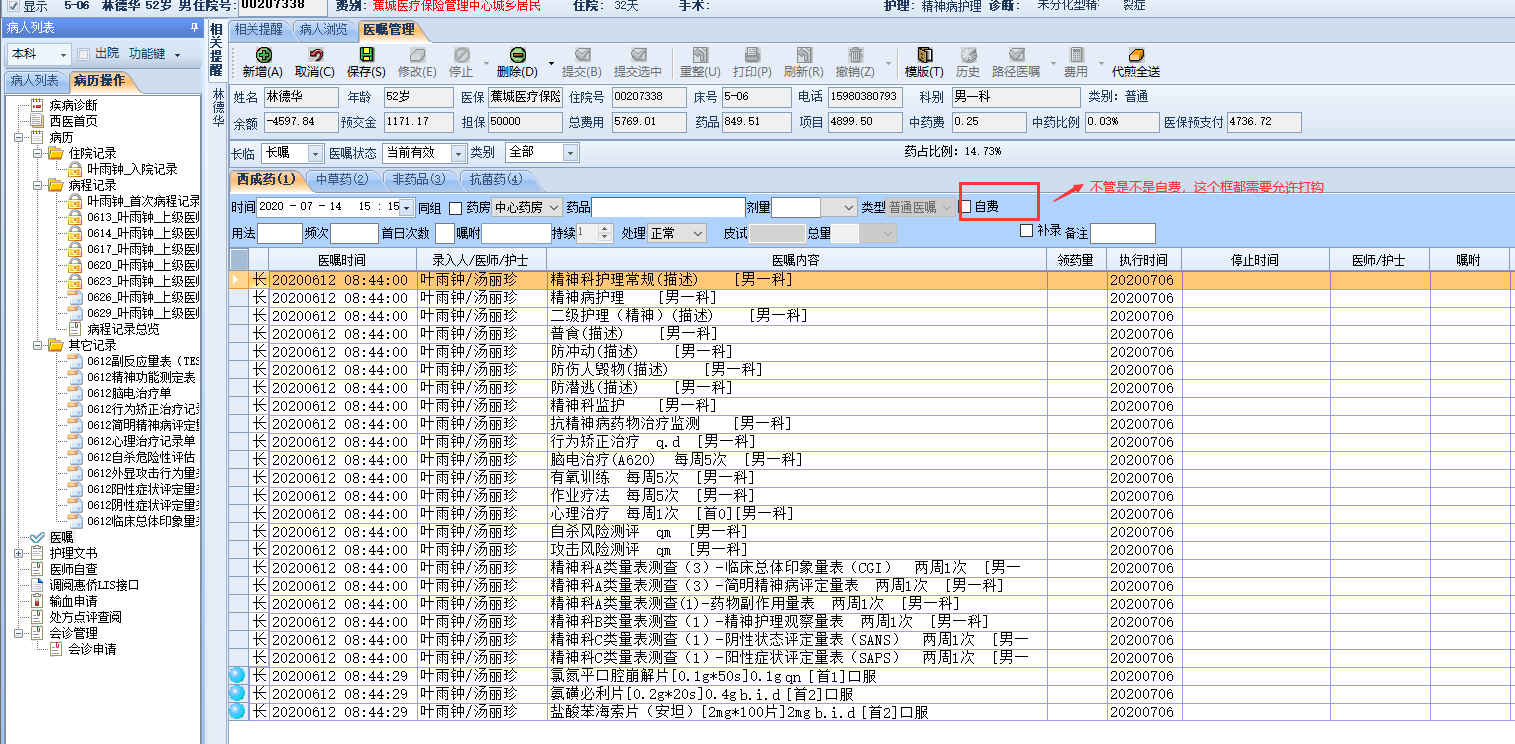 显示 5-06 林德华 52岁 男 住院号: 00207338 费别: 蕉城医疗保险管理中心城乡居民 住院: 32天 手术: 护理: 精神病护理 诊断: 未分化型精: 裂症
病人列表
本科 出院 功能键
病人列表 病历操作
疾病诊断
西医首页
病历
住院记录
叶雨钟_入院记录
病程记录
叶雨钟_首次病程记录
0613_叶雨钟_上级医师
0614_叶雨钟_上级医师
0617_叶雨钟_上级医师
0620_叶雨钟_上级医师
0623_叶雨钟_上级医师
0626_叶雨钟_上级医师
0629_叶雨钟_上级医师
病程记录总览
其它记录
0612副反应量表（TES
0612精神功能测定表
0612脑电治疗单
0612行为矫正治疗记录
0612简明精神病评定量
0612心理治疗记录单
0612自杀危险性评估
0612外显攻击行为量表
0612阳性症状评定量表
0612阴性症状评定量表
0612临床总体印象量表
医嘱
护理文书
医师自查
调阅惠侨LIS接口
输血申请
处方点评查阅
会诊管理
会诊申请
相关提醒
林德华
相关提醒 病人浏览 医嘱管理
新增(A) 取消(C) 保存(S) 修改(E) 停止 删除(D) 提交(B) 提交选中 重整(U) 打印(P) 刷新(R) 撤销(Z) 模版(T) 历史 路径医嘱 费用 代煎全送
姓名 林德华 年龄 52岁 医保 蕉城医疗保险 住院号 00207338 床号 5-06 电话 15980380793 科别 男一科 类别: 普通
余额 -4597.84 预交金 1171.17 担保 50000 总费用 5769.01 药品 849.51 项目 4899.50 中药费 0.25 中药比例 0.03% 医保预支付 4736.72
长临 长嘱 医嘱状态 当前有效 类别 全部 药占比例: 14.73%
西成药(1) 中草药(2) 非药品(3) 抗菌药(4)
不管是不是自费，这个框都需要允许打钩
时间 2020 - 07 - 14 15 : 15 同组 药房 中心药房 药品 剂量 类型 普通医嘱 自费
用法 频次 首日次数 嘱咐 持续 1 处理 正常 皮试 总量 补录 备注
医嘱时间 录入人/医师/护士 医嘱内容 领药量 执行时间 停止时间 医师/护士 嘱咐
长 20200612 08:44:00 叶雨钟/汤丽珍 精神科护理常规(描述) [男一科] 20200706
长 20200612 08:44:00 叶雨钟/汤丽珍 精神病护理 [男一科] 20200706
长 20200612 08:44:00 叶雨钟/汤丽珍 二级护理（精神）(描述) [男一科] 20200706
长 20200612 08:44:00 叶雨钟/汤丽珍 普食(描述) [男一科] 20200706
长 20200612 08:44:00 叶雨钟/汤丽珍 防冲动(描述) [男一科] 20200706
长 20200612 08:44:00 叶雨钟/汤丽珍 防伤人毁物(描述) [男一科] 20200706
长 20200612 08:44:00 叶雨钟/汤丽珍 防潜逃(描述) [男一科] 20200706
长 20200612 08:44:00 叶雨钟/汤丽珍 精神科监护 [男一科] 20200706
长 20200612 08:44:00 叶雨钟/汤丽珍 抗精神病药物治疗监测 [男一科] 20200706
长 20200612 08:44:00 叶雨钟/汤丽珍 行为矫正治疗 q.d [男一科] 20200706
长 20200612 08:44:00 叶雨钟/汤丽珍 脑电治疗(A620) 每周5次 [男一科] 20200706
长 20200612 08:44:00 叶雨钟/汤丽珍 有氧训练 每周5次 [男一科] 20200706
长 20200612 08:44:00 叶雨钟/汤丽珍 作业疗法 每周5次 [男一科] 20200706
长 20200612 08:44:00 叶雨钟/汤丽珍 心理治疗 每周1次 [首0][男一科] 20200706
长 20200612 08:44:00 叶雨钟/汤丽珍 自杀风险测评 qm [男一科] 20200706
长 20200612 08:44:00 叶雨钟/汤丽珍 攻击风险测评 qm [男一科] 20200706
长 20200612 08:44:00 叶雨钟/汤丽珍 精神科A类量表测查（3）-临床总体印象量表（CGI） 两周1次 [男一 20200706
长 20200612 08:44:00 叶雨钟/汤丽珍 精神科A类量表测查（3）-简明精神病评定量表 两周1次 [男一科] 20200706
长 20200612 08:44:00 叶雨钟/汤丽珍 精神科A类量表测查(1)-药物副作用量表 两周1次 [男一科] 20200706
长 20200612 08:44:00 叶雨钟/汤丽珍 精神科B类量表测查（1）-精神护理观察量表 两周1次 [男一科] 20200706
长 20200612 08:44:00 叶雨钟/汤丽珍 精神科C类量表测查（1）-阴性状态评定量表（SANS） 两周1次 [男一 20200706
长 20200612 08:44:00 叶雨钟/汤丽珍 精神科C类量表测查（1）-阳性症状评定量表（SAPS） 两周1次 [男一 20200706
长 20200612 08:44:29 叶雨钟/汤丽珍 氯氮平口腔崩解片[0.1g*50s]0.1g qn [首1]口服 20200706
长 20200612 08:44:29 叶雨钟/汤丽珍 氨磺必利片[0.2g*20s]0.4g b.i.d [首2]口服 20200706
长 20200612 08:44:29 叶雨钟/汤丽珍 盐酸苯海索片（安坦）[2mg*100片]2mg b.i.d [首2]口服 20200706